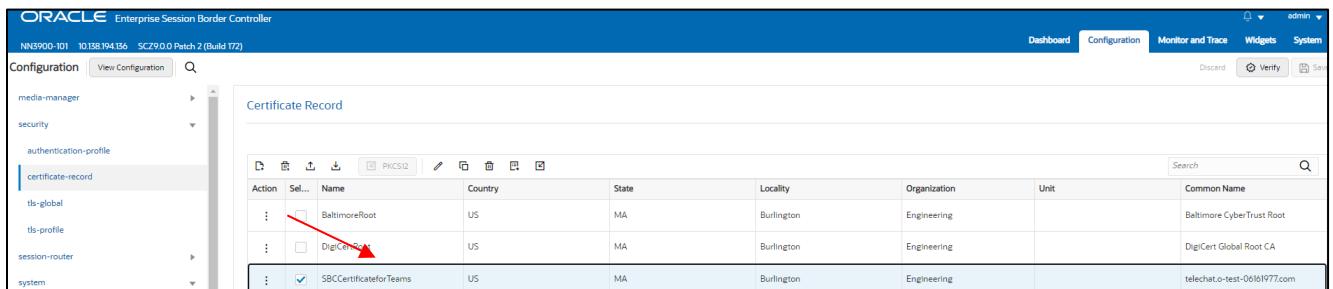 ORACLE Enterprise Session Border Controller
admin
NN3900-101 10.138.194.136 SCZ9.0.0 Patch 2 (Build 172)
Dashboard Configuration Monitor and Trace Widgets System
Configuration View Configuration
Discard Verify Save
media-manager
security
authentication-profile
certificate-record
tls-global
tls-profile
session-router
system
Certificate Record
PKCS12
Search
Action Sel... Name Country State Locality Organization Unit Common Name
BaltimoreRoot US MA Burlington Engineering Baltimore CyberTrust Root
DigiCertRoot US MA Burlington Engineering DigiCert Global Root CA
SBCCertificateforTeams US MA Burlington Engineering telechat.o-test-06161977.com